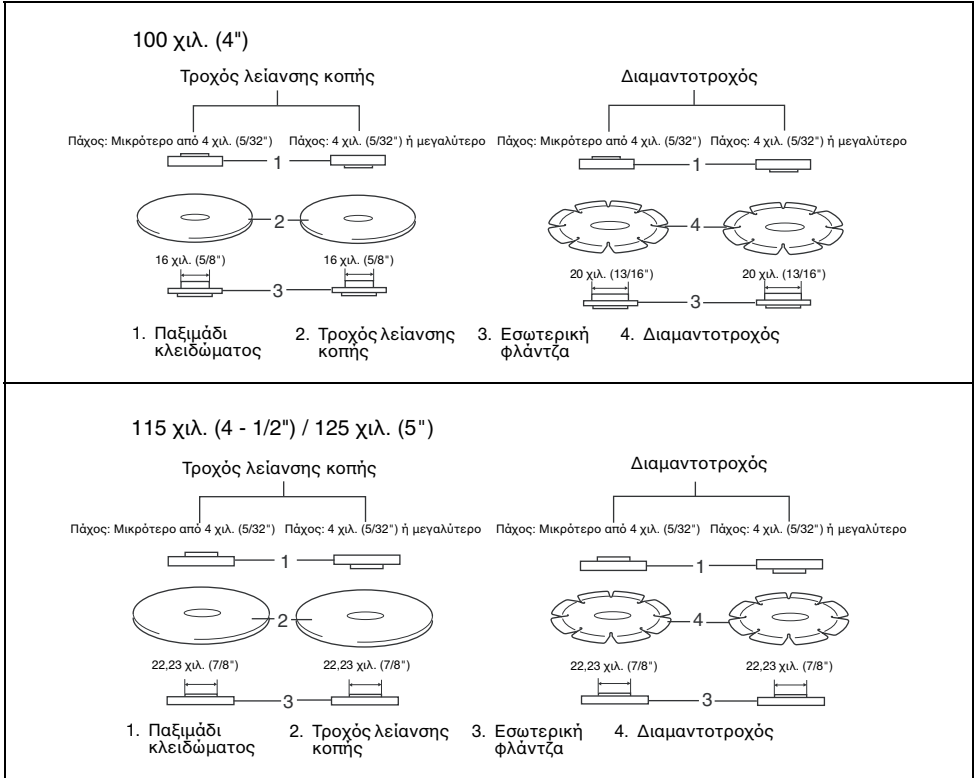 100 χιλ. (4")
Τροχός λείανσης κοπής Διαμαντοτροχός
Πάχος: Μικρότερο από 4 χιλ. (5/32") Πάχος: 4 χιλ. (5/32") ή μεγαλύτερο Πάχος: Μικρότερο από 4 χιλ. (5/32") Πάχος: 4 χιλ. (5/32") ή μεγαλύτερο
1 1
2 4
16 χιλ. (5/8") 16 χιλ. (5/8") 20 χιλ. (13/16") 20 χιλ. (13/16")
3 3
1. Παξιμάδι 2. Τροχός λείανσης 3. Εσωτερική 4. Διαμαντοτροχός
κλειδώματος κοπής φλάντζα
115 χιλ. (4 - 1/2") / 125 χιλ. (5")
Τροχός λείανσης κοπής Διαμαντοτροχός
Πάχος: Μικρότερο από 4 χιλ. (5/32") Πάχος: 4 χιλ. (5/32") ή μεγαλύτερο Πάχος: Μικρότερο από 4 χιλ. (5/32") Πάχος: 4 χιλ. (5/32") ή μεγαλύτερο
1 1
2 4
22,23 χιλ. (7/8") 22,23 χιλ. (7/8") 22,23 χιλ. (7/8") 22,23 χιλ. (7/8")
3 3
1. Παξιμάδι 2. Τροχός λείανσης 3. Εσωτερική 4. Διαμαντοτροχός
κλειδώματος κοπής φλάντζα